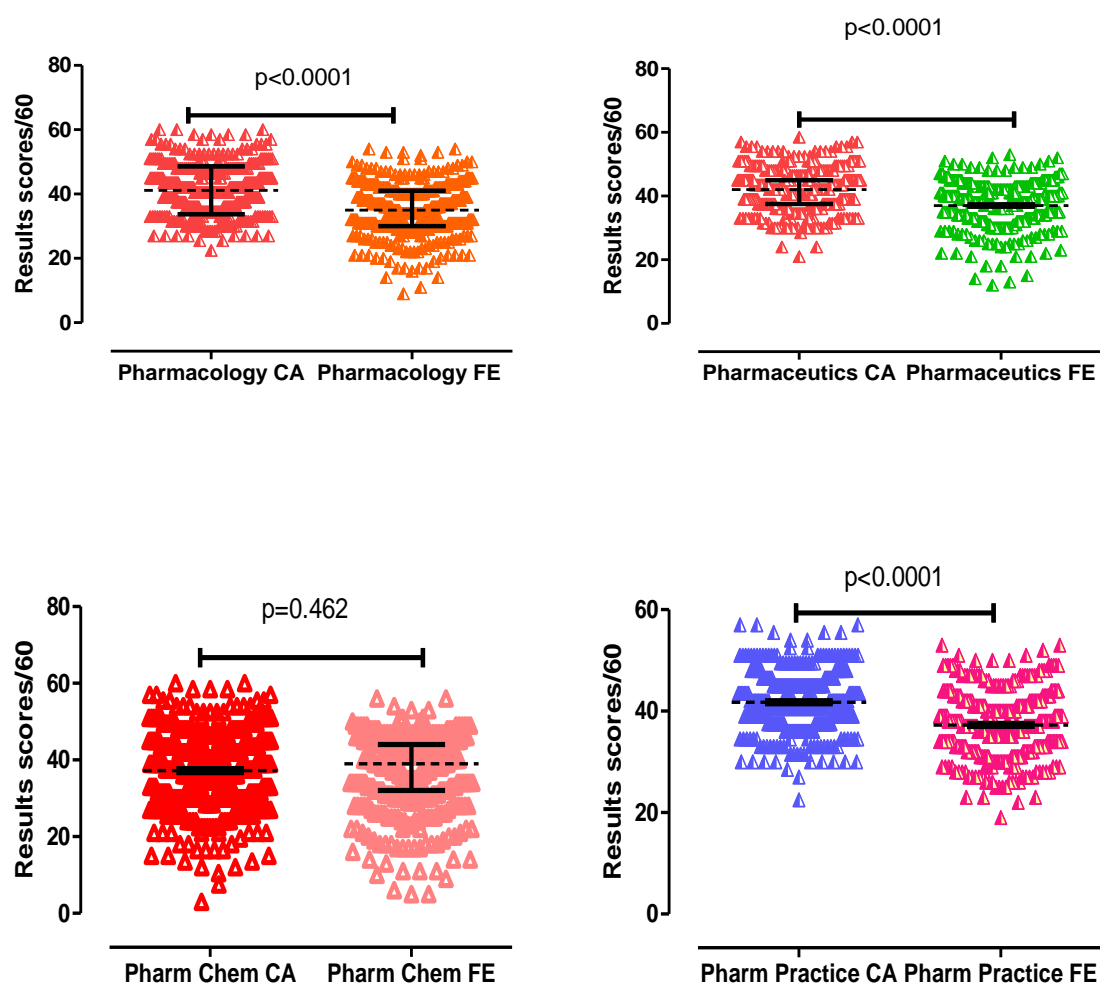 p<0.0001
Results scores/60
80
60
40
20
0
Pharmacology CA Pharmacology FE
p<0.0001
Results scores/60
80
60
40
20
0
Pharmaceutics CA Pharmaceutics FE
p=0.462
Results scores/60
80
60
40
20
0
Pharm Chem CA Pharm Chem FE
p<0.0001
Results scores/60
60
40
20
0
Pharm Practice CA Pharm Practice FE